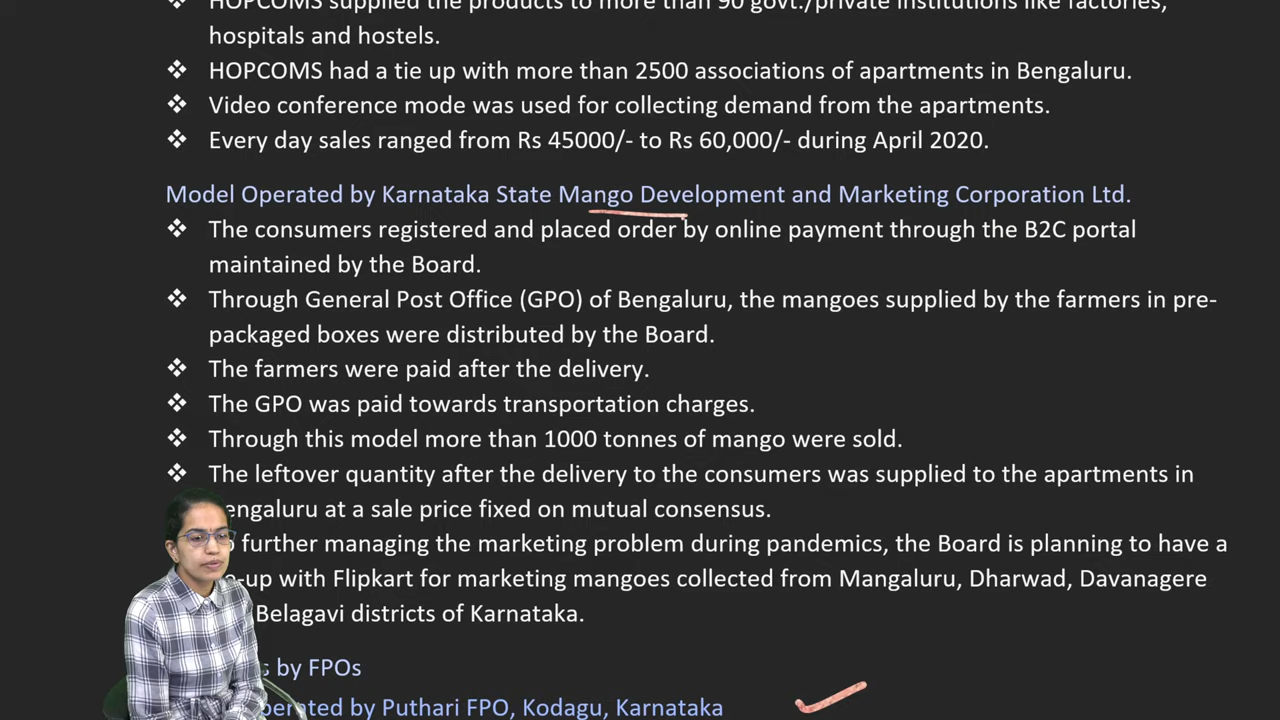 HOPCOMS supplied the products to more than 90 govt./private institutions like factories,
hospitals and hostels.
❖ HOPCOMS had a tie up with more than 2500 associations of apartments in Bengaluru.
❖ Video conference mode was used for collecting demand from the apartments.
❖ Every day sales ranged from Rs 45000/- to Rs 60,000/- during April 2020.
Model Operated by Karnataka State Mango Development and Marketing Corporation Ltd.
❖ The consumers registered and placed order by online payment through the B2C portal
maintained by the Board.
❖ Through General Post Office (GPO) of Bengaluru, the mangoes supplied by the farmers in pre-
packaged boxes were distributed by the Board.
❖ The farmers were paid after the delivery.
❖ The GPO was paid towards transportation charges.
❖ Through this model more than 1000 tonnes of mango were sold.
❖ The leftover quantity after the delivery to the consumers was supplied to the apartments in
engaluru at a sale price fixed on mutual consensus.
further managing the marketing problem during pandemics, the Board is planning to have a
-up with Flipkart for marketing mangoes collected from Mangaluru, Dharwad, Davanagere
Belagavi districts of Karnataka.
by FPOs
by Puthari FPO, Kodagu, Karnataka